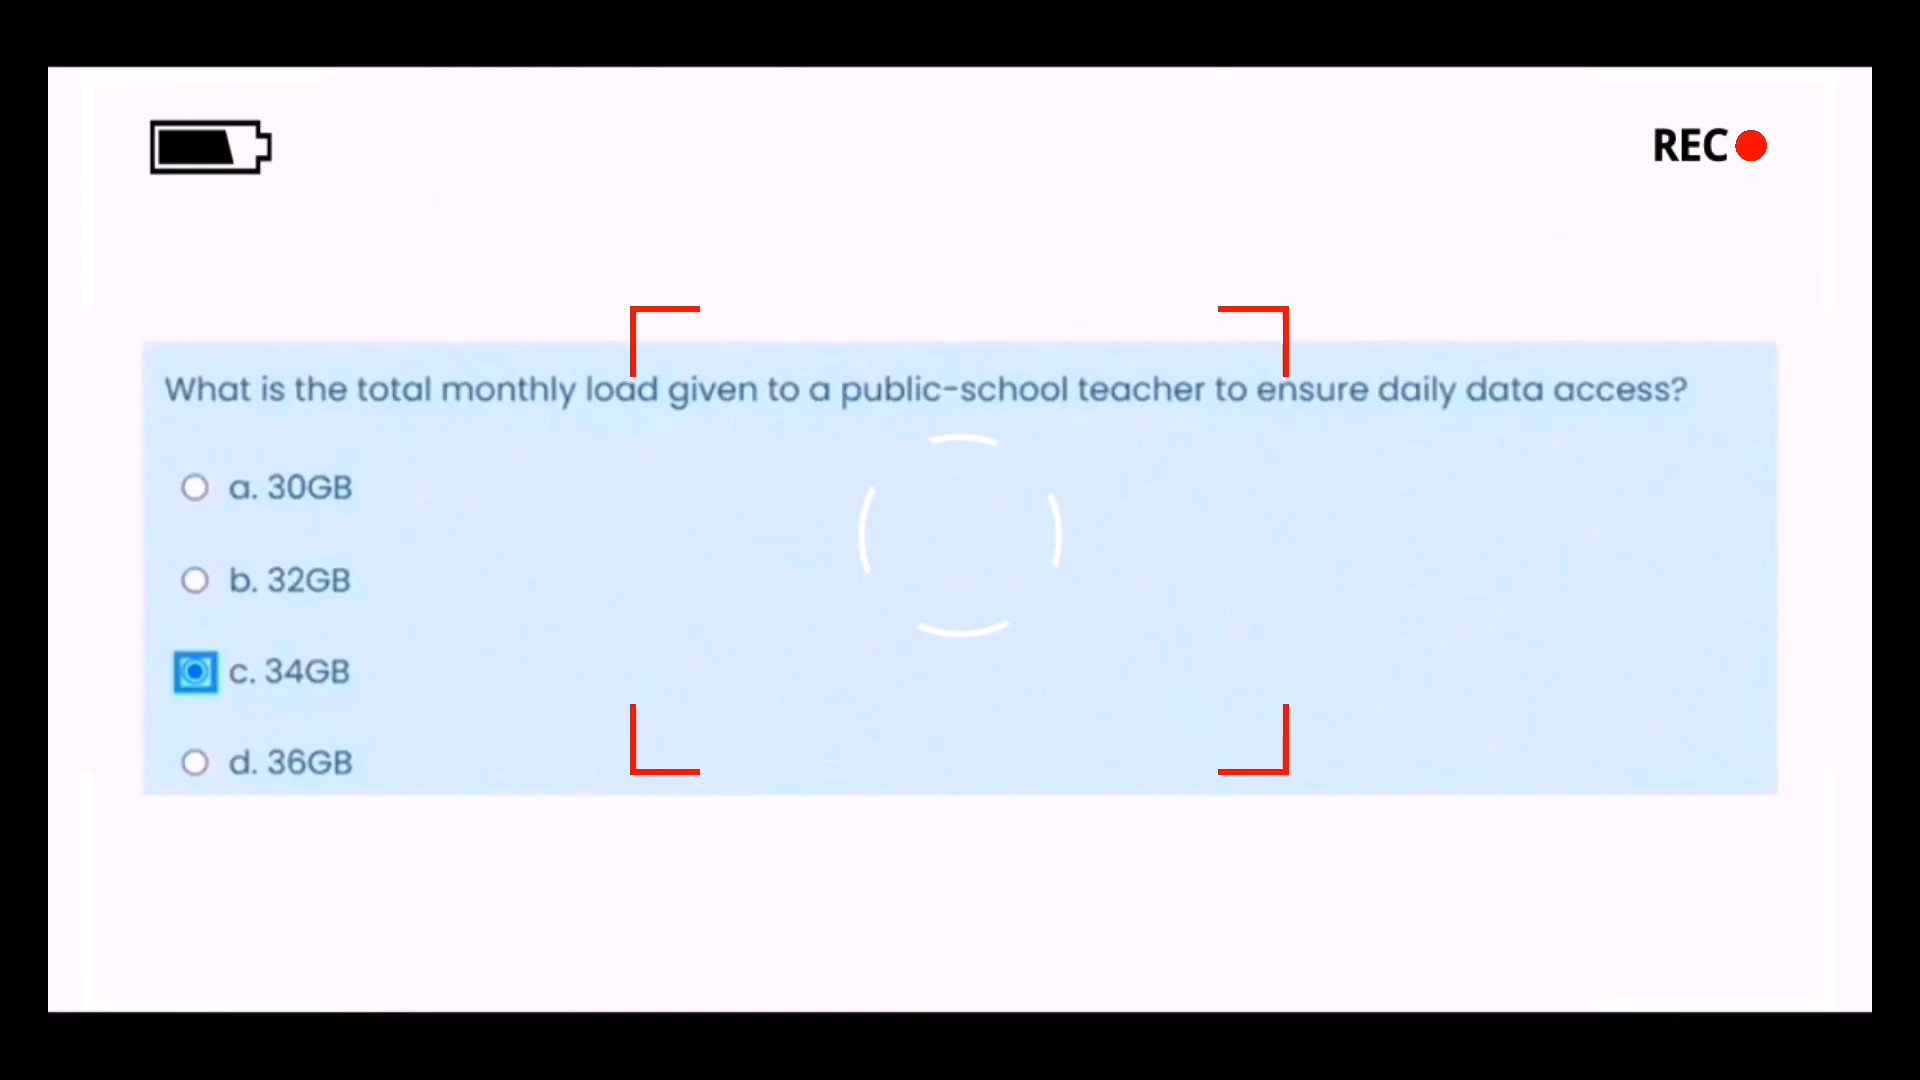 REC
What is the total monthly load given to a public-school teacher to ensure daily data access?
a. 30GB
b. 32GB
c. 34GB
d. 36GB